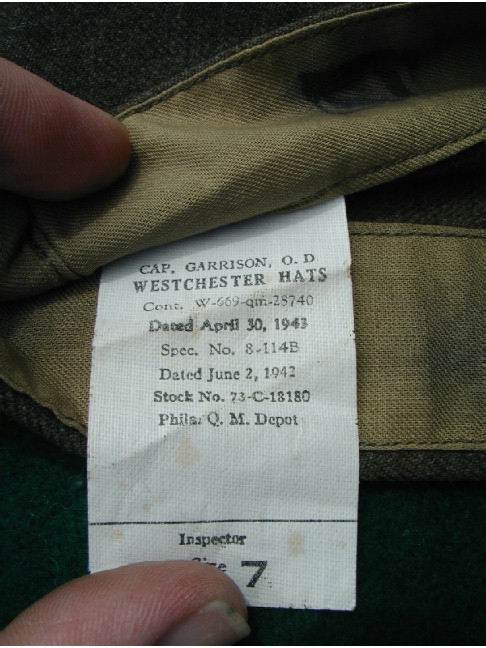 CAP, GARRISON, O. D
WESTCHESTER HATS
Cont. W-669-qm-28740
Dated April 30, 1943
Spec. No. 8-114B
Dated June 2, 1942
Stock No. 73-C-18180
Phila. Q. M. Depot
Inspector
Size 7